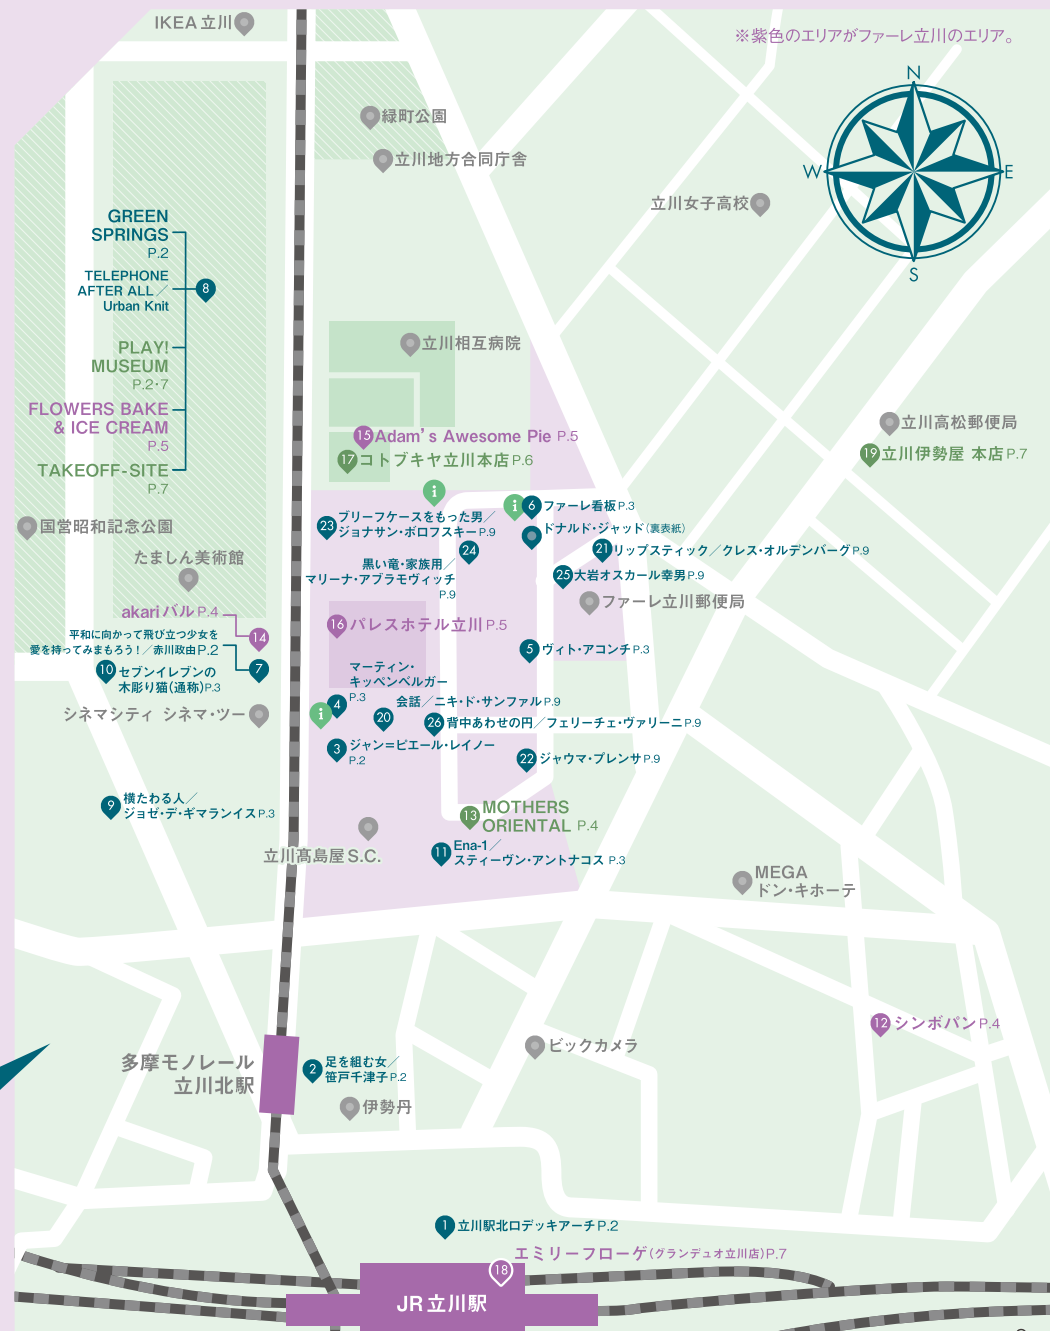 IKEA 立川
※紫色のエリアがファーレ立川のエリア。
N
W
E
S
緑町公園
立川地方合同庁舎
立川女子高校
GREEN
SPRINGS
P.2
TELEPHONE
AFTER ALL／
Urban Knit
8
PLAY!
MUSEUM
P.2・7
FLOWERS BAKE
& ICE CREAM
P.5
TAKEOFF-SITE
P.7
立川相互病院
立川高松郵便局
15 Adam's Awesome Pie P.5
17 コトブキヤ立川本店 P.6
19 立川伊勢屋 本店 P.7
国営昭和記念公園
i
i
6 ファーレ看板 P.3
23 ブリーフケースをもった男／
ジョナサン・ボロフスキー P.9
ドナルド・ジャッド（裏表紙）
24
黒い竜・家族用／
マリーナ・アブラモヴィッチ
P.9
21 リップスティック／クレス・オルデンバーグ P.9
25 大岩オスカール幸男 P.9
たましん美術館
ファーレ立川郵便局
akariバル P.4
14
16 パレスホテル立川 P.5
平和に向かって飛び立つ少女を
愛を持ってみまもろう！／赤川政由 P.2
7
5 ヴィト・アコンチ P.3
10 セブンイレブンの
木彫り猫（通称）P.3
マーティン・
キッペンベルガー
P.3
4
i
シネマシティ シネマ・ツー
会話／ニキ・ド・サンファル P.9
20
26 背中あわせの円／フェリーチェ・ヴァリーニ P.9
3 ジャン＝ピエール・レイノー
P.2
22 ジャウマ・プレンサ P.9
9 横たわる人／
ジョゼ・デ・ギマランイス P.3
13 MOTHERS
ORIENTAL P.4
立川髙島屋 S.C.
11 Ena-1／
スティーヴン・アントナコス P.3
MEGA
ドン・キホーテ
12 シンボパン P.4
ビックカメラ
多摩モノレール
立川北駅
2 足を組む女／
笹戸千津子 P.2
伊勢丹
1 立川駅北口デッキアーチ P.2
エミリーフローゲ（グランデュオ立川店）P.7
18
JR 立川駅